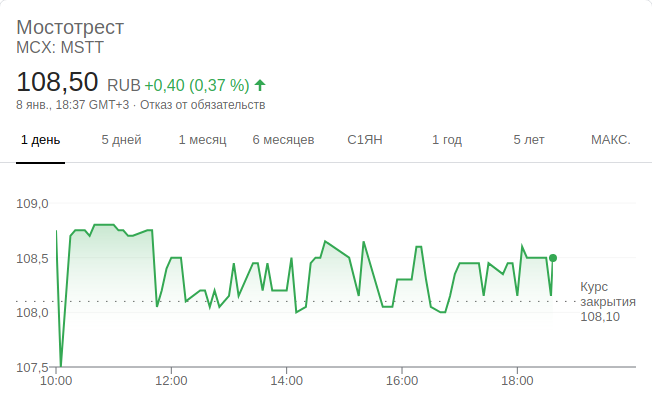 Мостотрест
MCX: MSTT
108,50 RUB +0,40 (0,37 %)
8 янв., 18:37 GMT+3 · Отказ от обязательств
1 день 5 дней 1 месяц 6 месяцев С1ЯН 1 год 5 лет МАКС.
109,0
108,5
Курс
закрытия
108,10
108,0
107,5
10:00 12:00 14:00 16:00 18:00